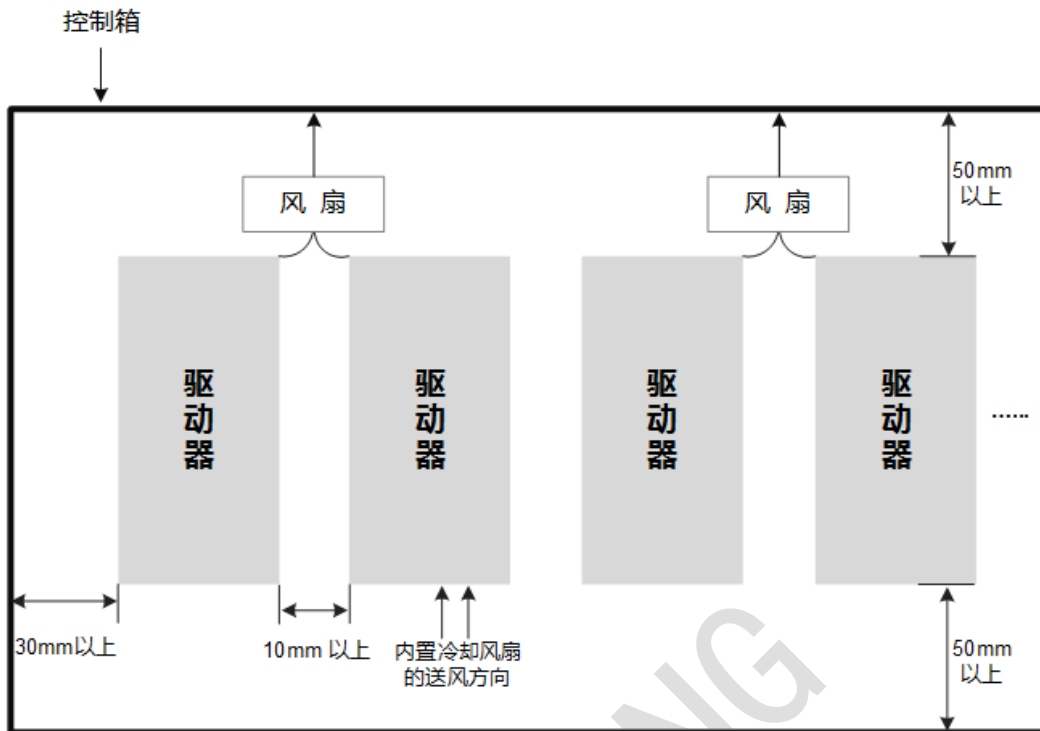 控制箱
风 扇
风 扇
50mm
以上
驱
动
器
驱
动
器
驱
动
器
驱
动
器
......
30mm以上
10mm 以上
内置冷却风扇
的送风方向
50mm
以上
NG